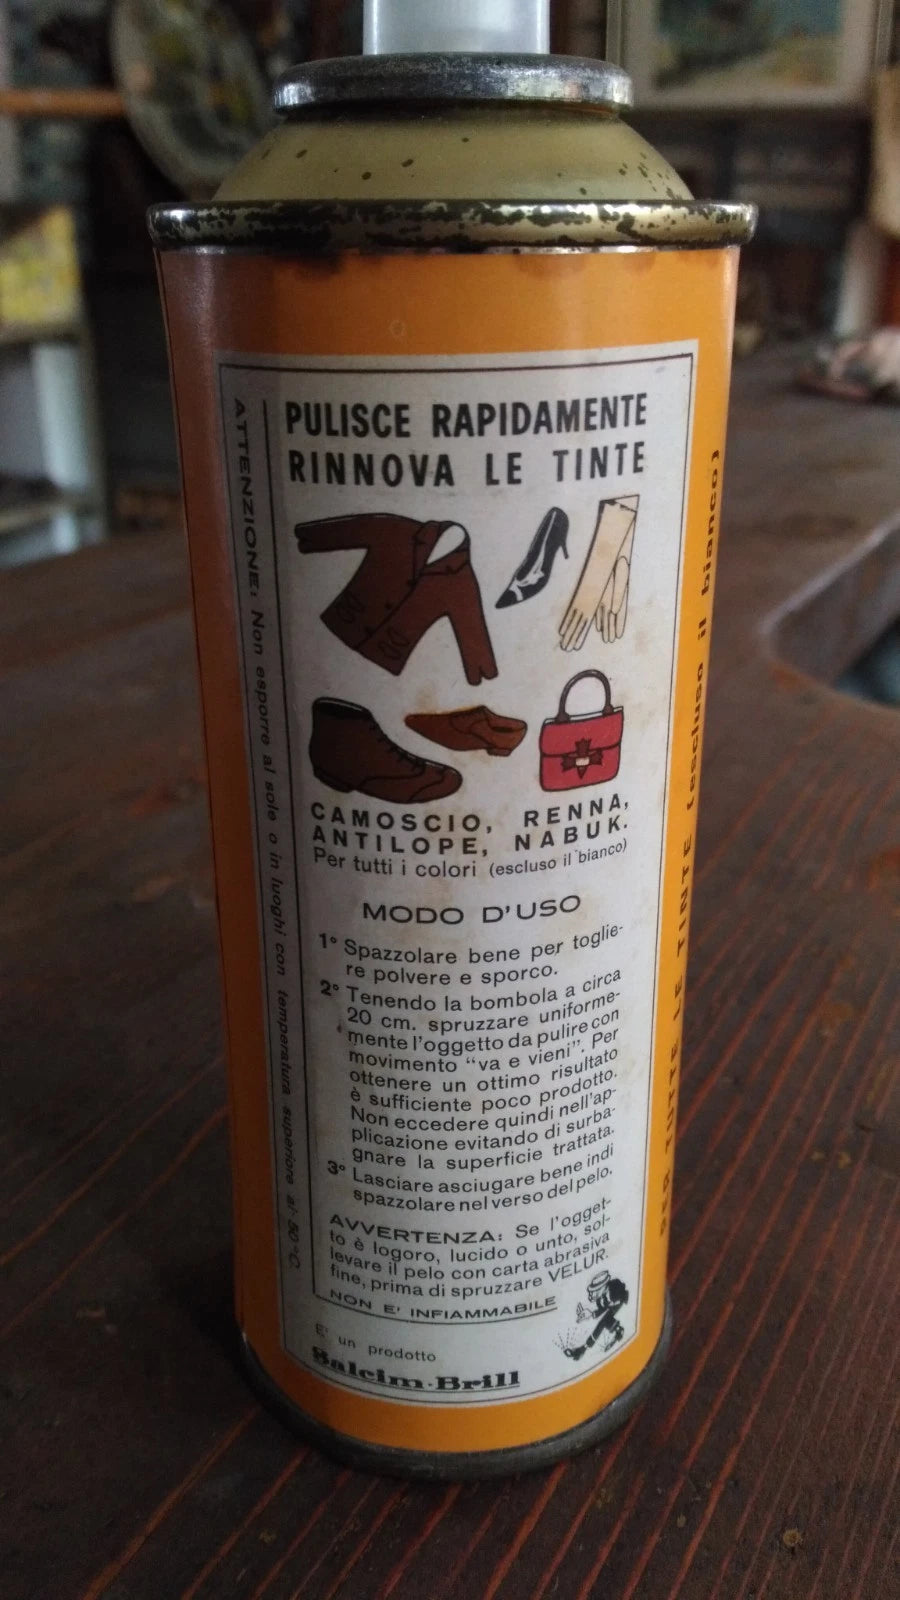 PULISCE RAPIDAMENTE
RINNOVA LE TINTE
CAMOSCIO, RENNA,
ANTILOPE, NABUK.
Per tutti i colori (escluso il bianco)
MODO D'USO
1° Spazzolare bene per toglie-
re polvere e sporco.
2° Tenendo la bombola a circa
20 cm. spruzzare uniforme-
mente l'oggetto da pulire con
movimento "va e vieni". Per
ottenere un ottimo risultato
è sufficiente poco prodotto.
Non eccedere quindi nell'ap-
plicazione evitando di surba-
gnare la superficie trattata.
3° Lasciare asciugare bene indi
spazzolare nel verso del pelo.
AVVERTENZA: Se l'ogget-
to è logoro, lucido o unto, sol-
levare il pelo con carta abrasiva
fine, prima di spruzzare VELUR.
NON E' INFIAMMABILE
E' un prodotto
Salcim-Brill
ATTENZIONE: Non esporre al sole o in luoghi con temperatura superiore ai 50°C.
PER TUTTE LE TINTE (escluso il bianco)